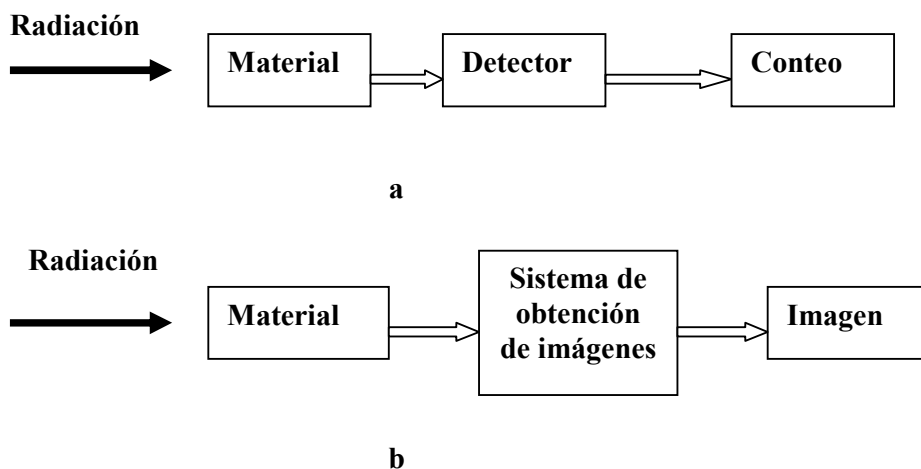 Radiación
Material
Detector
Conteo
a
Radiación
Material
Sistema de
obtención
de imágenes
Imagen
b